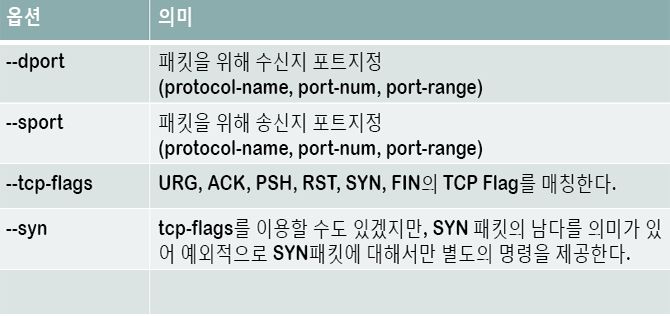 옵션 의미
--dport 패킷을 위해 수신지 포트지정
(protocol-name, port-num, port-range)
--sport 패킷을 위해 송신지 포트지정
(protocol-name, port-num, port-range)
--tcp-flags URG, ACK, PSH, RST, SYN, FIN의 TCP Flag를 매칭한다.
--syn tcp-flags를 이용할 수도 있겠지만, SYN 패킷의 남다를 의미가 있
어 예외적으로 SYN패킷에 대해서만 별도의 명령을 제공한다.